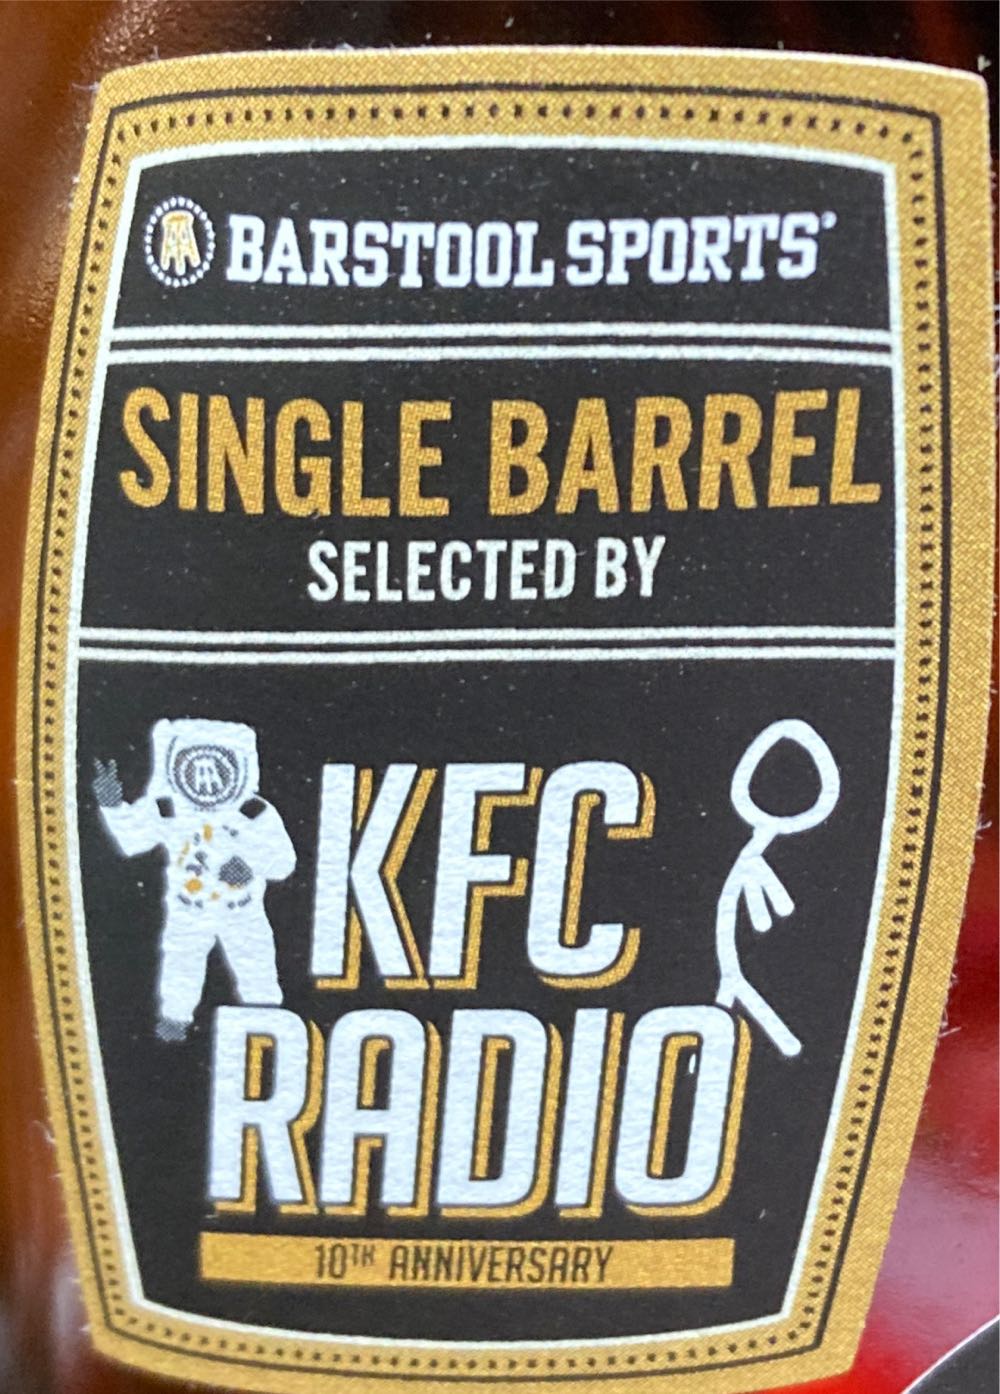 BARSTOOL SPORTS
SINGLE BARREL
SELECTED BY
KFC
RADIO
10TH ANNIVERSARY